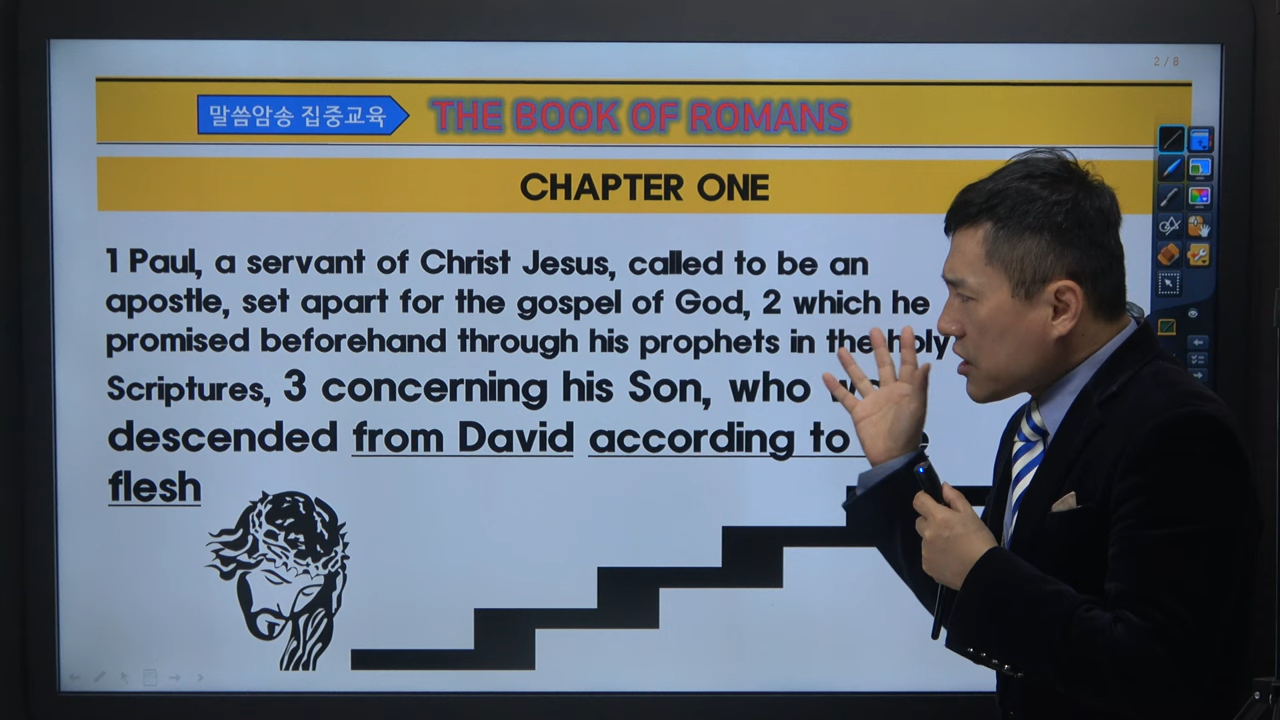 2 / 8
말씀암송 집중교육 THE BOOK OF ROMANS
CHAPTER ONE
1 Paul, a servant of Christ Jesus, called to be an
apostle, set apart for the gospel of God, 2 which he
promised beforehand through his prophets in the holy
Scriptures, 3 concerning his Son, who
descended from David according to
flesh